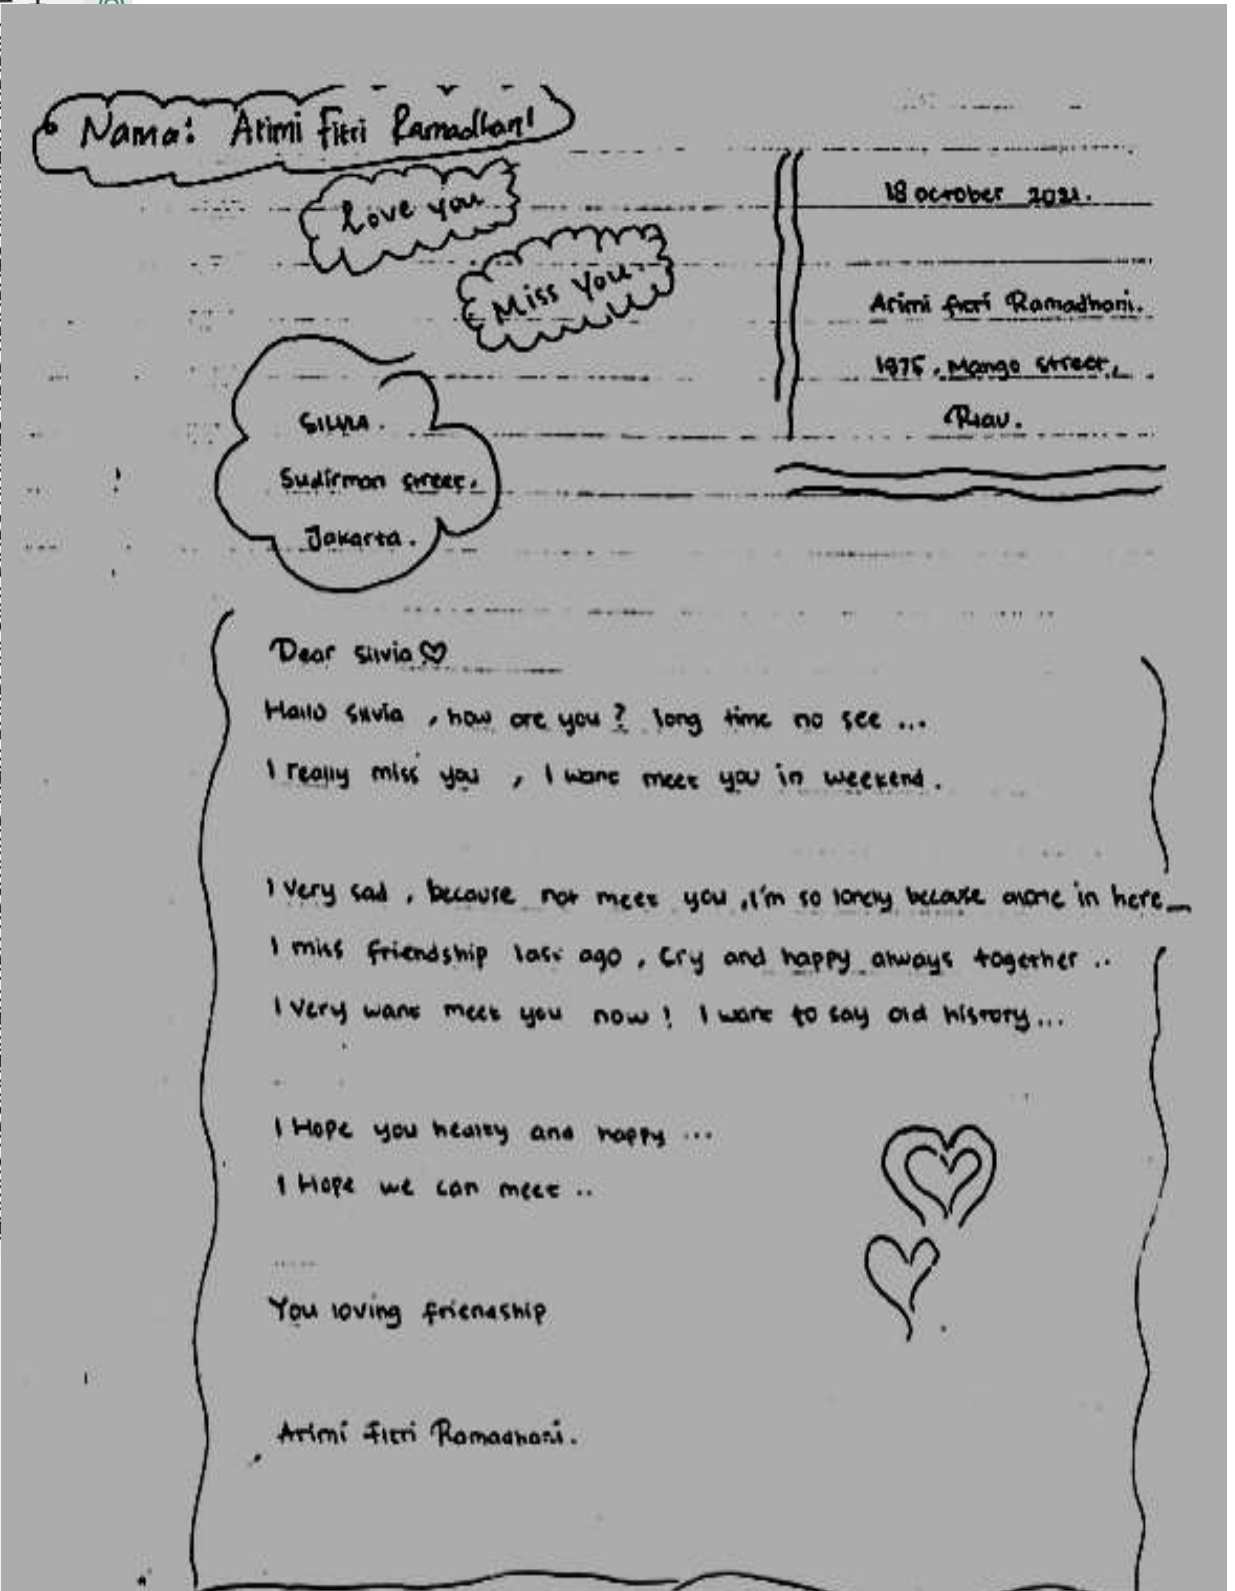 Nama: Arimi Fitri Ramadhani
Love you
Miss You
18 october 2021.
Arimi fitri Ramadhani.
1975, Mango street,
Riau.
SILVIA.
Sudirman street,
Jakarta.
Dear Silvia ♡
Hallo Silvia, how are you? long time no see ...
I really miss you, I want meet you in weekend.
I very sad, because not meet you, I'm so lonely because alone in here_
I miss friendship last ago, cry and happy always together ..
I very want meet you now! I want to say old history...
I Hope you healty and happy ...
I Hope we can meet ..
You loving friendship
Arimi Fitri Ramadhani.